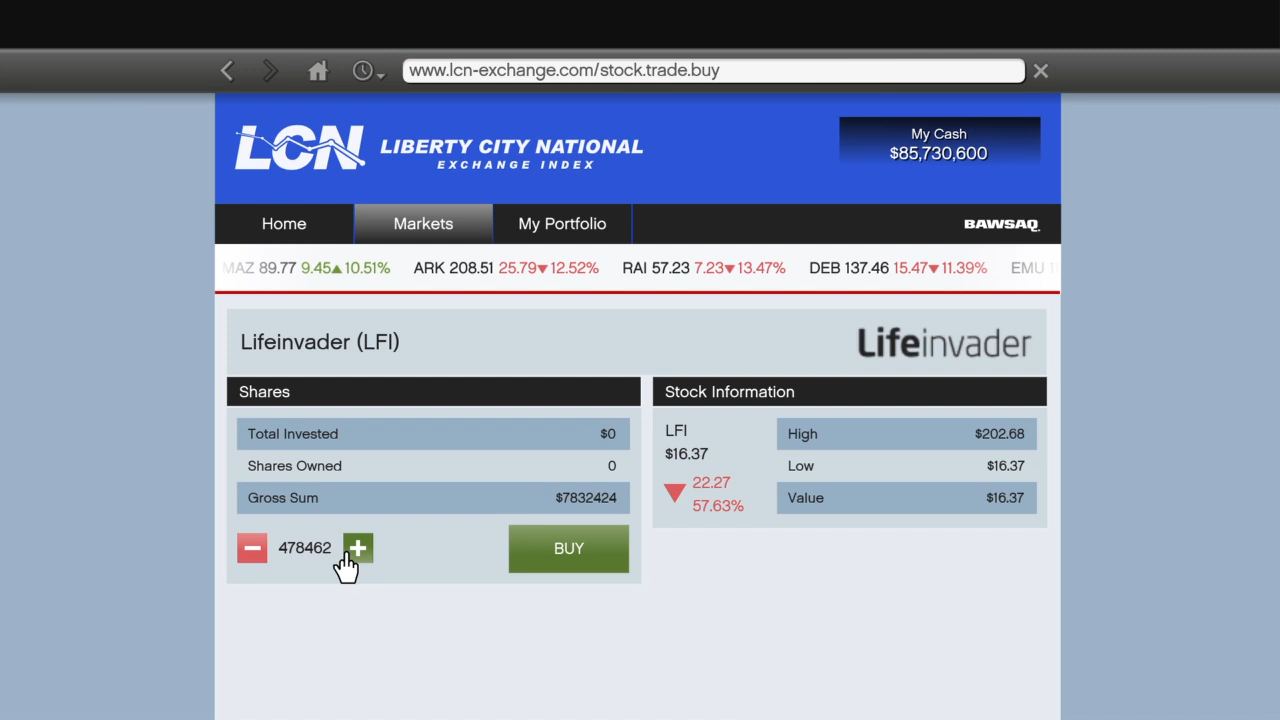 www.lcn-exchange.com/stock.trade.buy
LCN LIBERTY CITY NATIONAL
EXCHANGE INDEX
My Cash
$85,730,600
Home Markets My Portfolio BAWSAQ
MAZ 89.77 9.45▲10.51% ARK 208.51 25.79▼12.52% RAI 57.23 7.23▼13.47% DEB 137.46 15.47▼11.39% EMU
Lifeinvader (LFI) Lifeinvader
Shares
Total Invested $0
Shares Owned 0
Gross Sum $7832424
478462
BUY
Stock Information
LFI
$16.37
22.27
57.63%
High $202.68
Low $16.37
Value $16.37